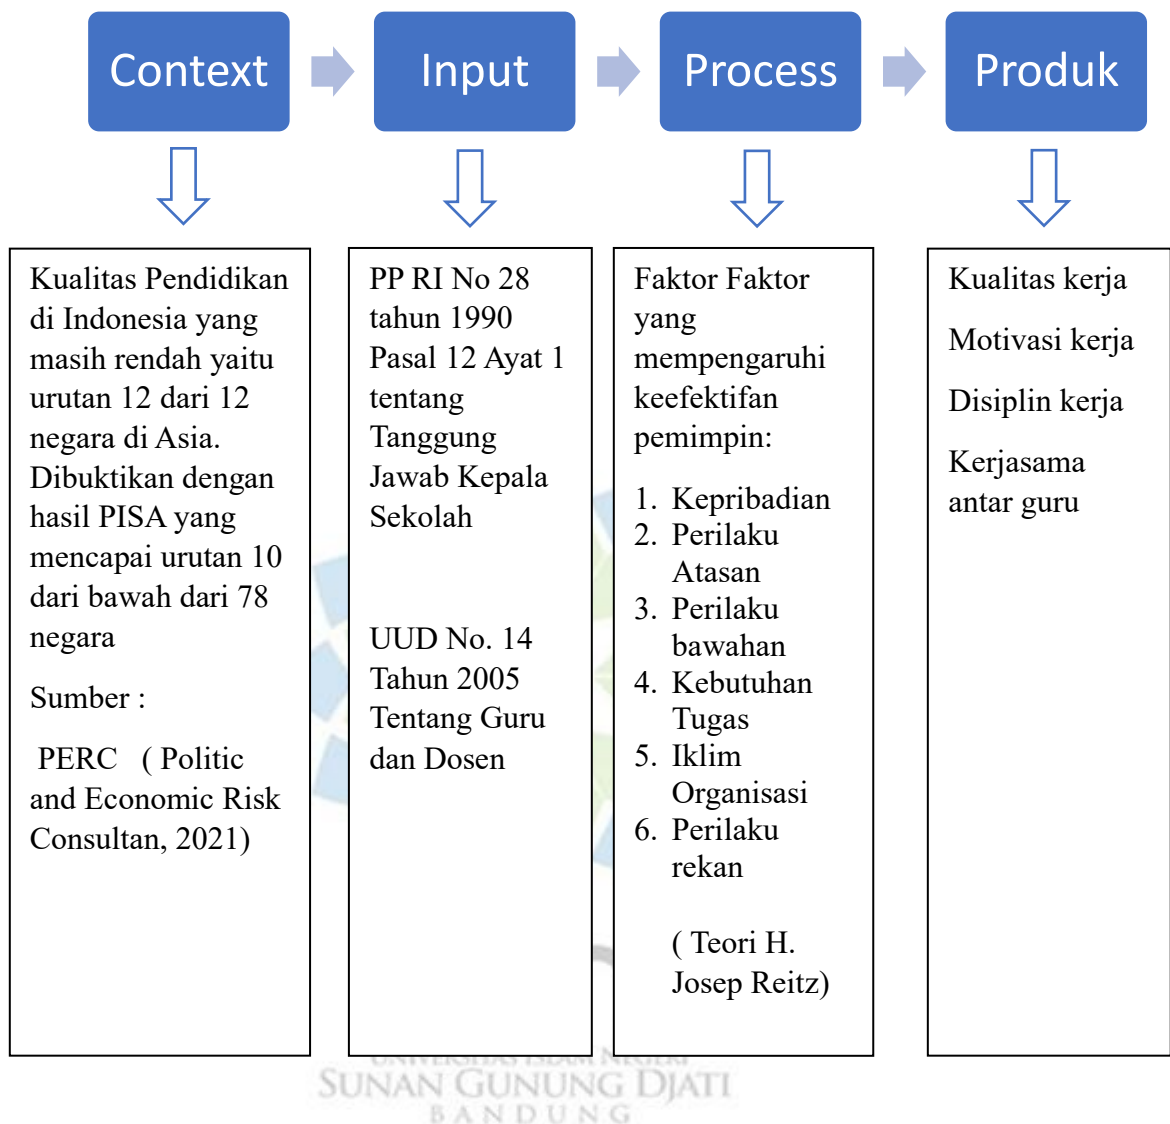 Context
Input
Process
Produk
Kualitas Pendidikan
di Indonesia yang
masih rendah yaitu
urutan 12 dari 12
negara di Asia.
Dibuktikan dengan
hasil PISA yang
mencapai urutan 10
dari bawah dari 78
negara
Sumber :
PERC ( Politic
and Economic Risk
Consultan, 2021)
PP RI No 28
tahun 1990
Pasal 12 Ayat 1
tentang
Tanggung
Jawab Kepala
Sekolah
UUD No. 14
Tahun 2005
Tentang Guru
dan Dosen
Faktor Faktor
yang
mempengaruhi
keefektifan
pemimpin:
1. Kepribadian
2. Perilaku
Atasan
3. Perilaku
bawahan
4. Kebutuhan
Tugas
5. Iklim
Organisasi
6. Perilaku
rekan
( Teori H.
Josep Reitz)
Kualitas kerja
Motivasi kerja
Disiplin kerja
Kerjasama
antar guru
UNIVERSITAS ISLAM NEGERI
SUNAN GUNUNG DJATI
BANDUNG